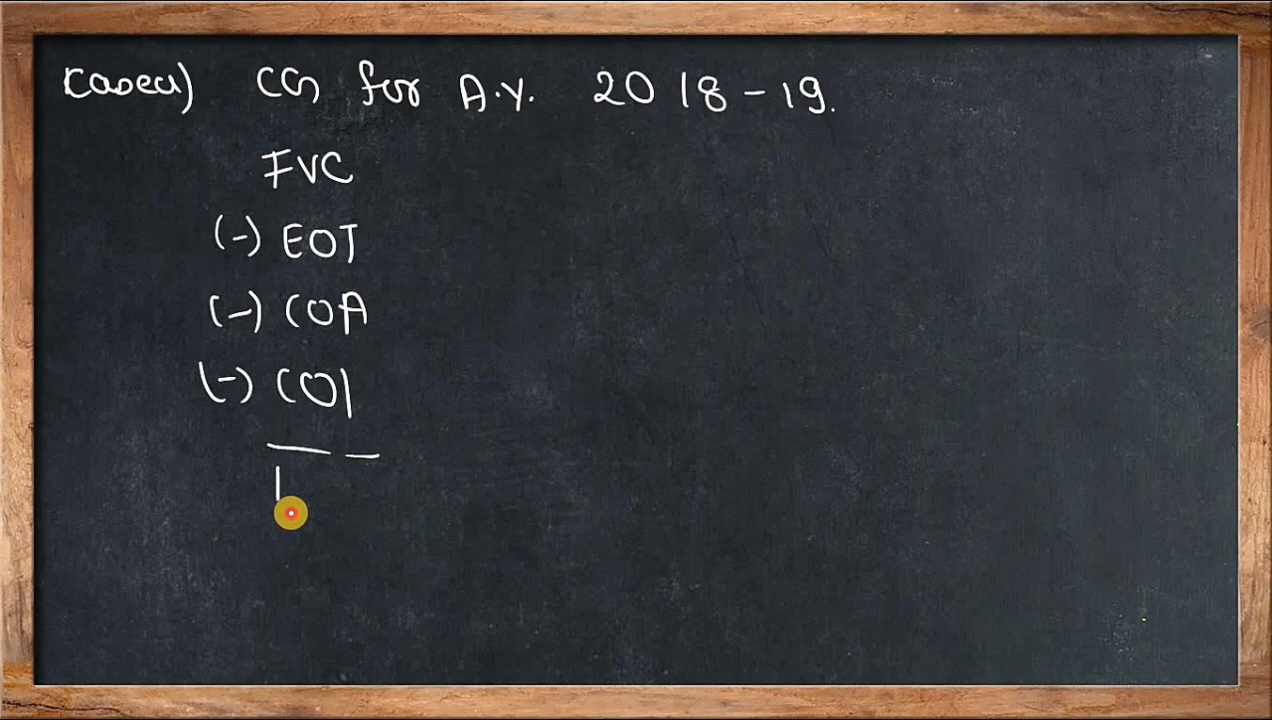 Case a) CG for A.Y. 2018-19.
FVC
(-) EOT
(-) COA
(-) COI